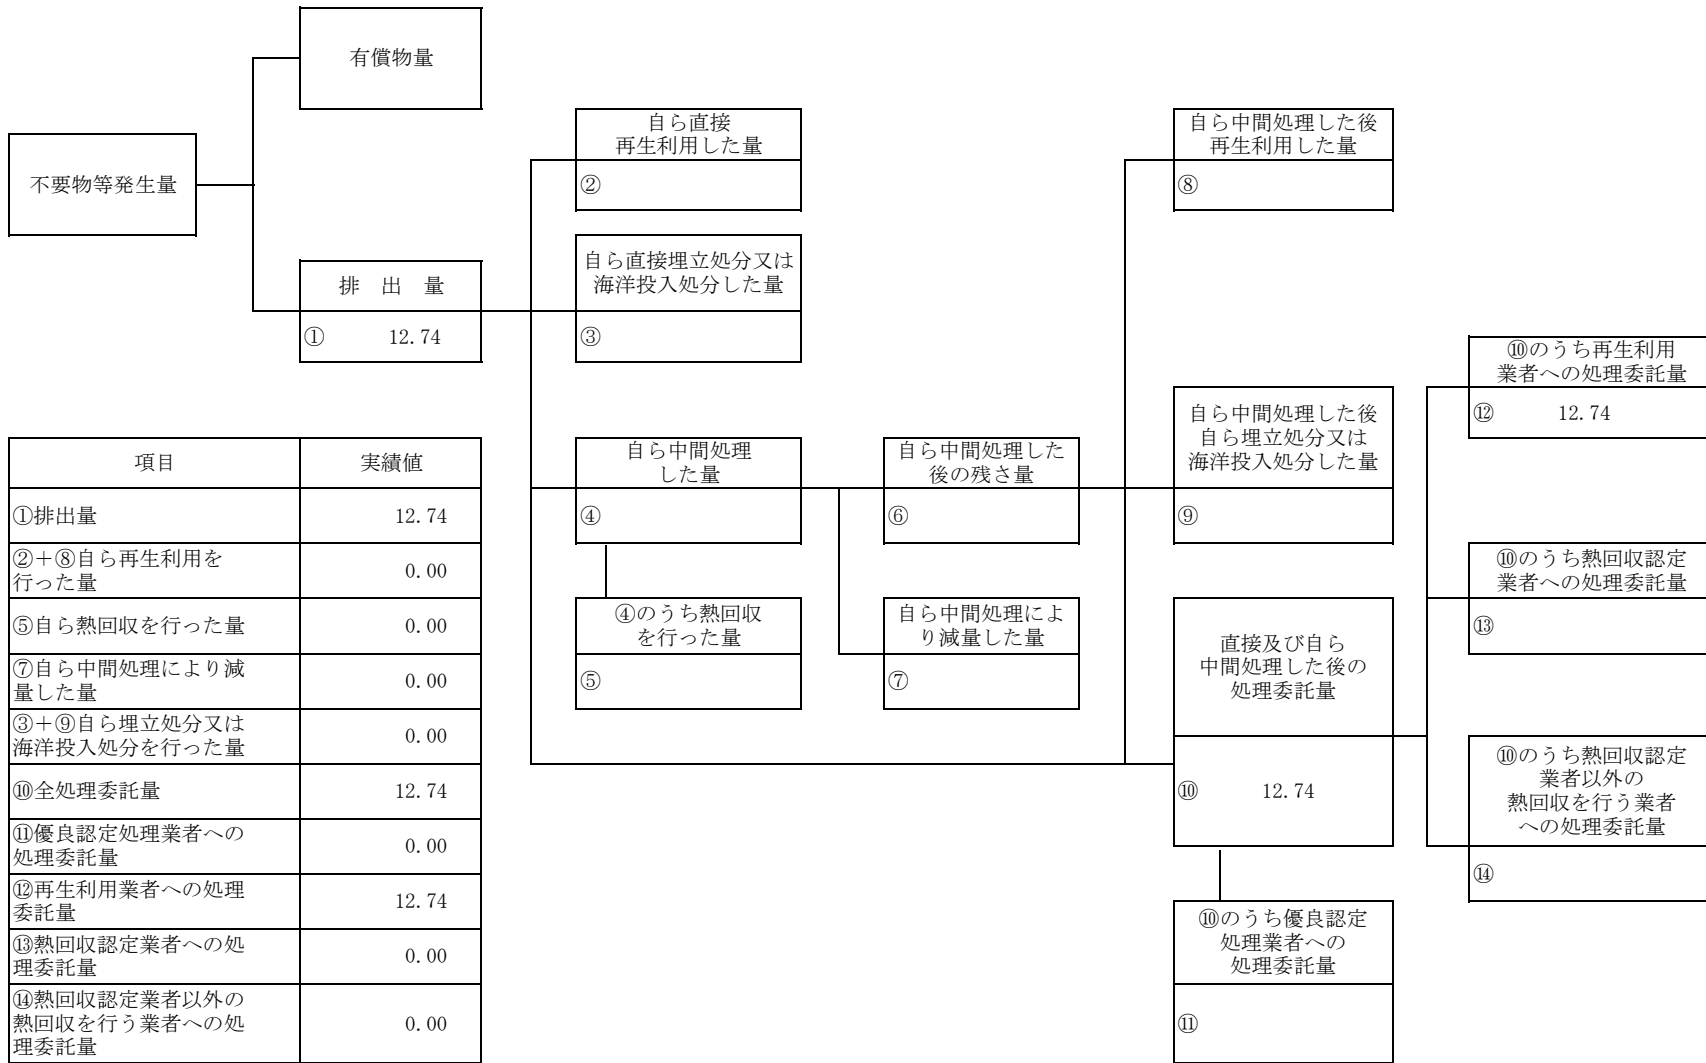 有償物量
不要物等発生量
排 出 量
① 12.74
自ら直接
再生利用した量
②
自ら直接埋立処分又は
海洋投入処分した量
③
自ら中間処理
した量
④
④のうち熱回収
を行った量
⑤
自ら中間処理した
後の残さ量
⑥
自ら中間処理によ
り減量した量
⑦
自ら中間処理した後
再生利用した量
⑧
自ら中間処理した後
自ら埋立処分又は
海洋投入処分した量
⑨
直接及び自ら
中間処理した後の
処理委託量
⑩ 12.74
⑩のうち優良認定
処理業者への
処理委託量
⑪
⑩のうち再生利用
業者への処理委託量
⑫ 12.74
⑩のうち熱回収認定
業者への処理委託量
⑬
⑩のうち熱回収認定
業者以外の
熱回収を行う業者
への処理委託量
⑭
項目 実績値
①排出量 12.74
②+⑧自ら再生利用を
行った量 0.00
⑤自ら熱回収を行った量 0.00
⑦自ら中間処理により減
量した量 0.00
③+⑨自ら埋立処分又は
海洋投入処分を行った量 0.00
⑩全処理委託量 12.74
⑪優良認定処理業者への
処理委託量 0.00
⑫再生利用業者への処理
委託量 12.74
⑬熱回収認定業者への処
理委託量 0.00
⑭熱回収認定業者以外の
熱回収を行う業者への処
理委託量 0.00